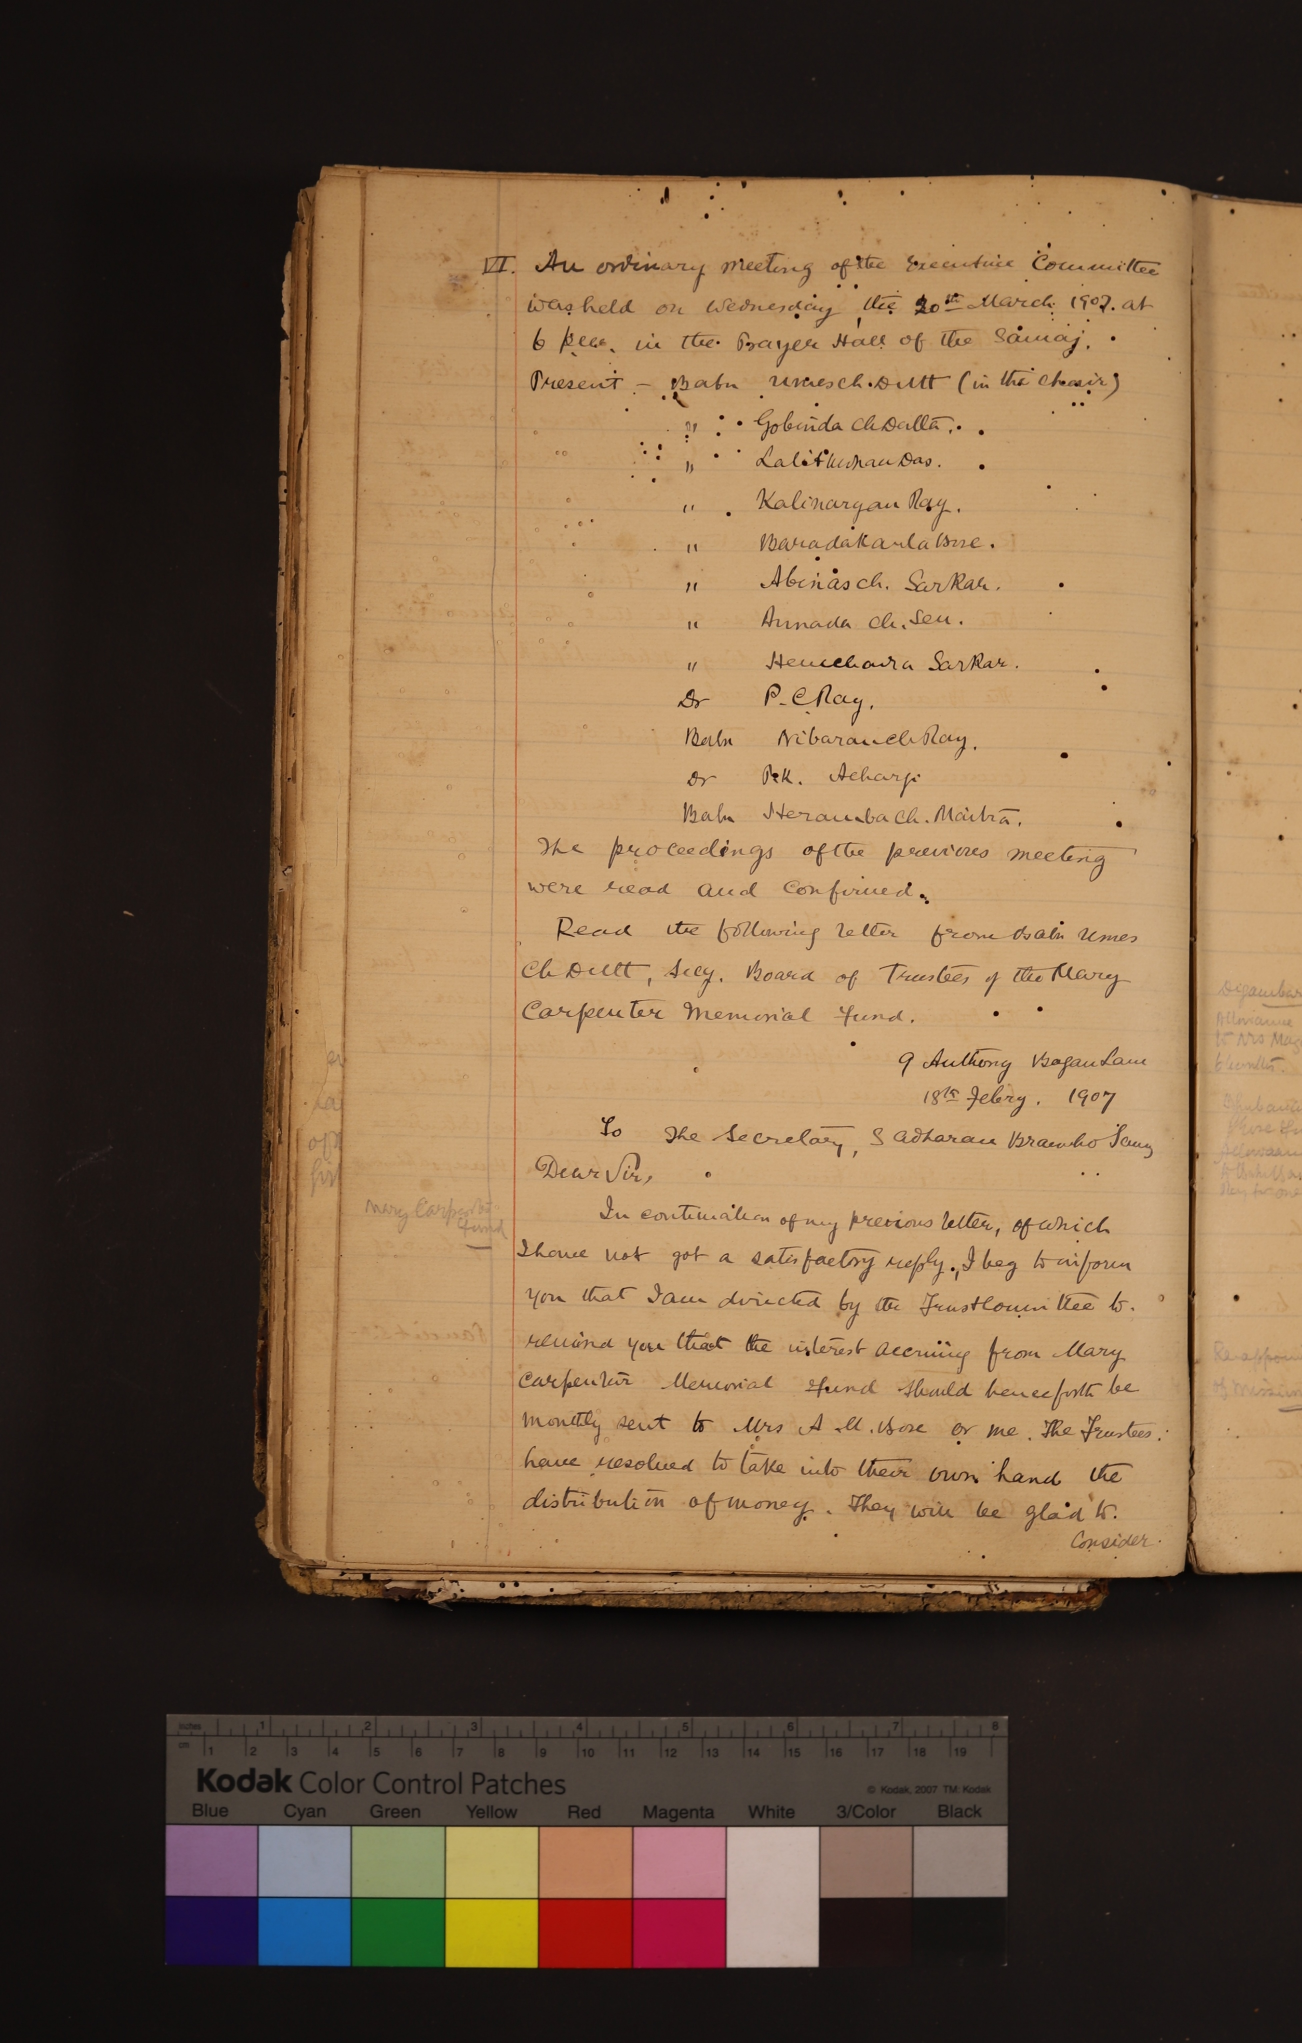 VI. An ordinary meeting of the Executive Committee
was held on Wednesday the 20th March 1907. at
6 p.m. in the Prayer Hall of the Samaj.
Present – Babu Umesch. Dutt (in the chair)
" Gobinda Ch Dutta.
" Lalit Mohan Das.
" Kalinarayan Ray.
" Baradakanta Bose.
" Abinas ch. Sarkar.
" Annada Ch. Sen.
" Hemchandra Sarkar.
Dr P. C. Ray.
Babu Nibaran Ch Ray.
Dr P. K. Acharji
Babu Heramba Ch. Maitra.
The proceedings of the previous meeting
were read and confirmed.
Read the following letter from Babu Umes
Ch Dutt, Secy. Board of Trustees of the Mary
Carpenter Memorial Fund.
9 Anthony Bagan Lane
18th Febry. 1907
To The Secretary, Sadharan Brahmo Samaj
Dear Sir,
Mary Carpenter
Fund
In continuation of my previous letter, of which
I have not got a satisfactory reply, I beg to inform
you that I am directed by the Trust Committee to
remind you that the interest accruing from Mary
Carpenter Memorial Fund should henceforth be
monthly sent to Mrs A. M. Bose or me. The Trustees
have resolved to take into their own hand the
distribution of money. They will be glad to
Consider
Digambar
Allowance
to Mrs
Allowance
Re-appoin
of Mission
inches 1 2 3 4 5 6 7 8
cm 1 2 3 4 5 6 7 8 9 10 11 12 13 14 15 16 17 18 19
Kodak Color Control Patches © Kodak, 2007 TM: Kodak
Blue Cyan Green Yellow Red Magenta White 3/Color Black